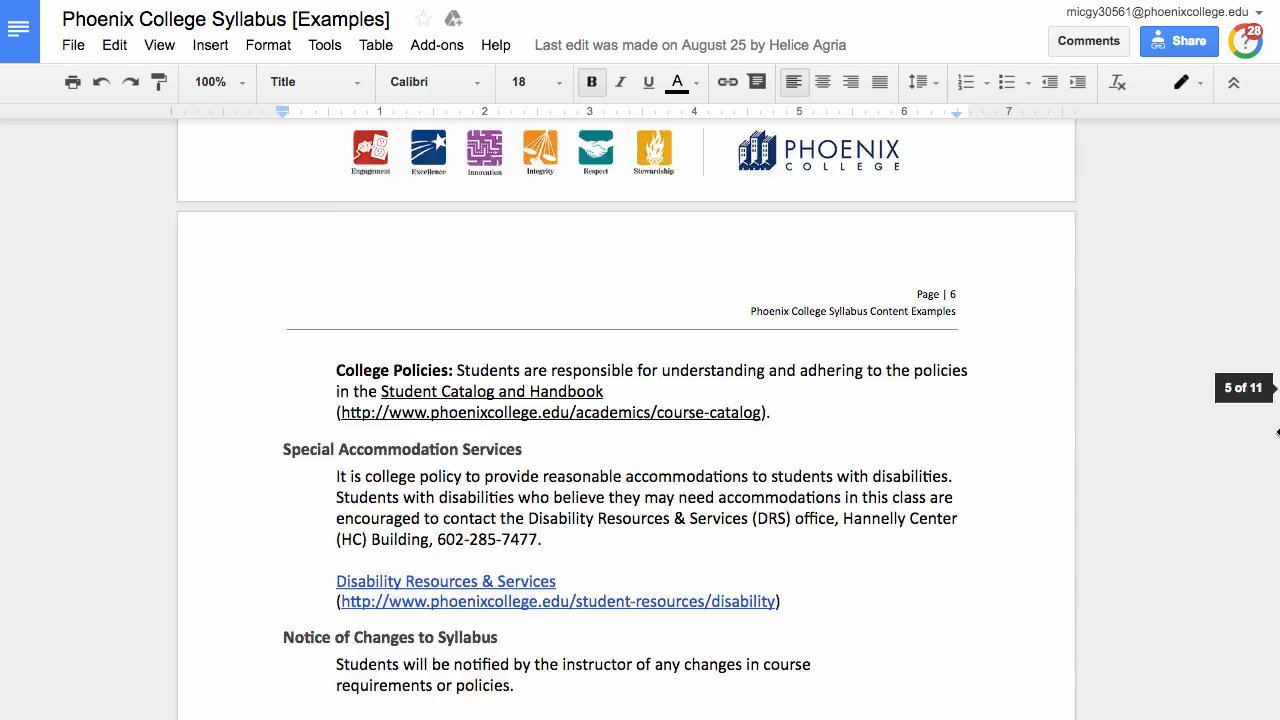 Phoenix College Syllabus [Examples]
micgy30561@phoenixcollege.edu
File Edit View Insert Format Tools Table Add-ons Help Last edit was made on August 25 by Helice Agria
Comments Share 28
100% Title Calibri 18 B I U A
1 2 3 4 5 6 7
Engagement Excellence Innovation Integrity Respect Stewardship
PHOENIX
COLLEGE
Page | 6
Phoenix College Syllabus Content Examples
College Policies: Students are responsible for understanding and adhering to the policies
in the Student Catalog and Handbook
(http://www.phoenixcollege.edu/academics/course-catalog).
5 of 11
Special Accommodation Services
It is college policy to provide reasonable accommodations to students with disabilities.
Students with disabilities who believe they may need accommodations in this class are
encouraged to contact the Disability Resources & Services (DRS) office, Hannelly Center
(HC) Building, 602-285-7477.
Disability Resources & Services
(http://www.phoenixcollege.edu/student-resources/disability)
Notice of Changes to Syllabus
Students will be notified by the instructor of any changes in course
requirements or policies.